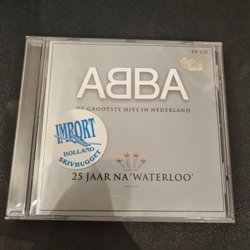 TV-CD
ABBA
DE GROOTSTE HITS IN NEDERLAND
IMPORT
HOLLAND
SKIVHUGGET
25 JAAR NA 'WATERLOO'